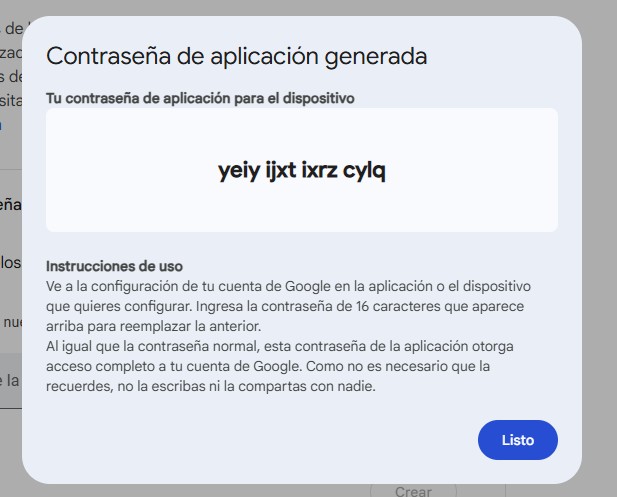 Contraseña de aplicación generada
Tu contraseña de aplicación para el dispositivo
yeiy ijxt ixrz cylq
Instrucciones de uso
Ve a la configuración de tu cuenta de Google en la aplicación o el dispositivo
que quieres configurar. Ingresa la contraseña de 16 caracteres que aparece
arriba para reemplazar la anterior.
Al igual que la contraseña normal, esta contraseña de la aplicación otorga
acceso completo a tu cuenta de Google. Como no es necesario que la
recuerdes, no la escribas ni la compartas con nadie.
Listo
Crear